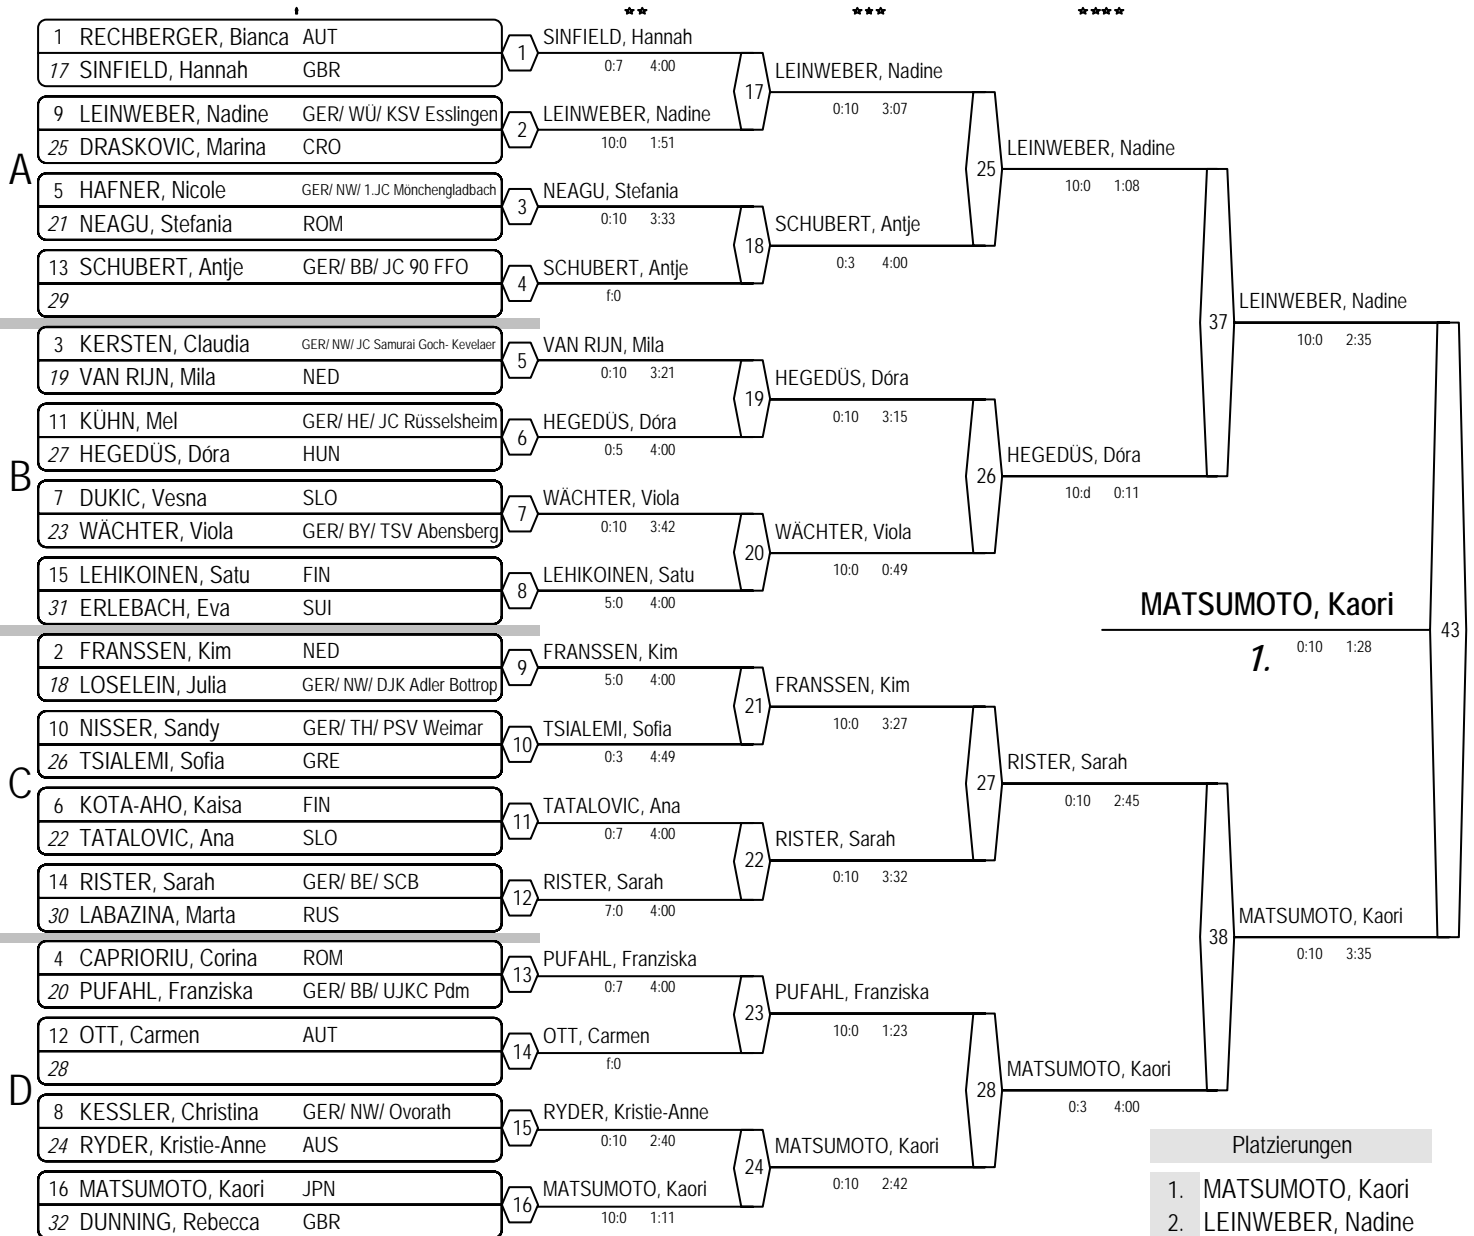 1 RECHBERGER, Bianca AUT
17 SINFIELD, Hannah GBR
9 LEINWEBER, Nadine GER/ WÜ/ KSV Esslingen
25 DRASKOVIC, Marina CRO
A
5 HAFNER, Nicole GER/ NW/ 1.JC Mönchengladbach
21 NEAGU, Stefania ROM
13 SCHUBERT, Antje GER/ BB/ JC 90 FFO
29
3 KERSTEN, Claudia GER/ NW/ JC Samurai Goch- Kevelaer
19 VAN RIJN, Mila NED
11 KÜHN, Mel GER/ HE/ JC Rüsselsheim
27 HEGEDÜS, Dóra HUN
B
7 DUKIC, Vesna SLO
23 WÄCHTER, Viola GER/ BY/ TSV Abensberg
15 LEHIKOINEN, Satu FIN
31 ERLEBACH, Eva SUI
2 FRANSSEN, Kim NED
18 LOSELEIN, Julia GER/ NW/ DJK Adler Bottrop
10 NISSER, Sandy GER/ TH/ PSV Weimar
26 TSIALEMI, Sofia GRE
C
6 KOTA-AHO, Kaisa FIN
22 TATALOVIC, Ana SLO
14 RISTER, Sarah GER/ BE/ SCB
30 LABAZINA, Marta RUS
4 CAPRIORIU, Corina ROM
20 PUFAHL, Franziska GER/ BB/ UJKC Pdm
12 OTT, Carmen AUT
28
D
8 KESSLER, Christina GER/ NW/ Ovorath
24 RYDER, Kristie-Anne AUS
16 MATSUMOTO, Kaori JPN
32 DUNNING, Rebecca GBR
1 SINFIELD, Hannah
0:7 4:00
2 LEINWEBER, Nadine
10:0 1:51
3 NEAGU, Stefania
0:10 3:33
4 SCHUBERT, Antje
f:0
5 VAN RIJN, Mila
0:10 3:21
6 HEGEDÜS, Dóra
0:5 4:00
7 WÄCHTER, Viola
0:10 3:42
8 LEHIKOINEN, Satu
5:0 4:00
9 FRANSSEN, Kim
5:0 4:00
10 TSIALEMI, Sofia
0:3 4:49
11 TATALOVIC, Ana
0:7 4:00
12 RISTER, Sarah
7:0 4:00
13 PUFAHL, Franziska
0:7 4:00
14 OTT, Carmen
f:0
15 RYDER, Kristie-Anne
0:10 2:40
16 MATSUMOTO, Kaori
10:0 1:11
17 LEINWEBER, Nadine
0:10 3:07
18 SCHUBERT, Antje
0:3 4:00
19 HEGEDÜS, Dóra
0:10 3:15
20 WÄCHTER, Viola
10:0 0:49
21 FRANSSEN, Kim
10:0 3:27
22 RISTER, Sarah
0:10 3:32
23 PUFAHL, Franziska
10:0 1:23
24 MATSUMOTO, Kaori
0:10 2:42
25 LEINWEBER, Nadine
10:0 1:08
26 HEGEDÜS, Dóra
10:d 0:11
27 RISTER, Sarah
0:10 2:45
28 MATSUMOTO, Kaori
0:3 4:00
37 LEINWEBER, Nadine
10:0 2:35
38 MATSUMOTO, Kaori
0:10 3:35
MATSUMOTO, Kaori 43
1. 0:10 1:28
Platzierungen
1. MATSUMOTO, Kaori
2. LEINWEBER, Nadine